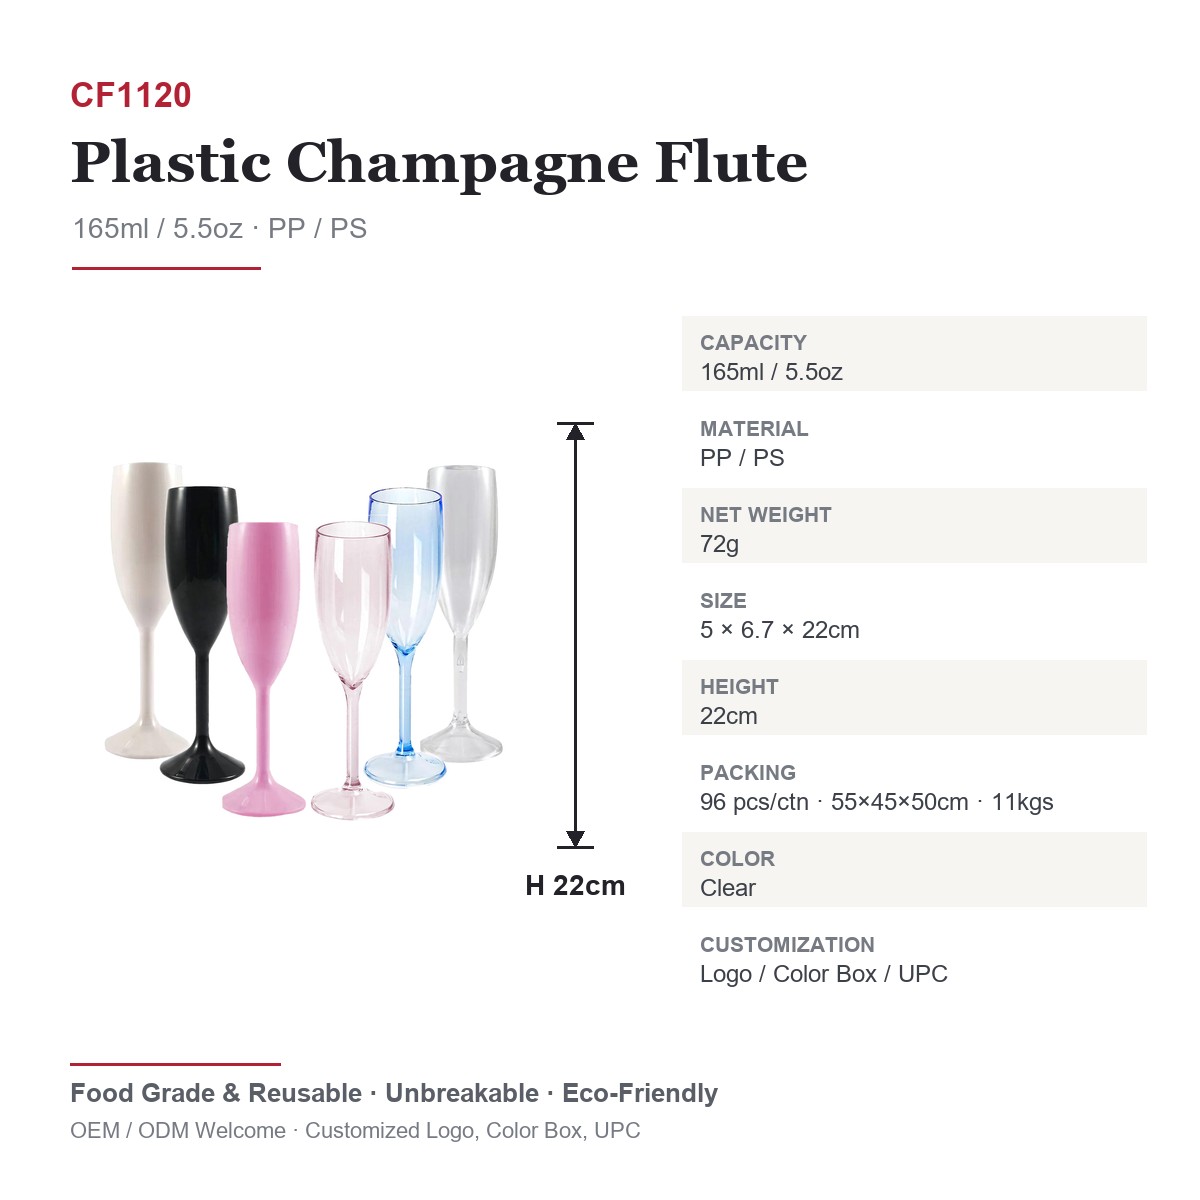 CF1120
Plastic Champagne Flute
165ml / 5.5oz · PP / PS
CAPACITY
165ml / 5.5oz
MATERIAL
PP / PS
NET WEIGHT
72g
SIZE
5 × 6.7 × 22cm
HEIGHT
22cm
PACKING
96 pcs/ctn · 55×45×50cm · 11kgs
COLOR
Clear
CUSTOMIZATION
Logo / Color Box / UPC
H 22cm
Food Grade & Reusable · Unbreakable · Eco-Friendly
OEM / ODM Welcome · Customized Logo, Color Box, UPC